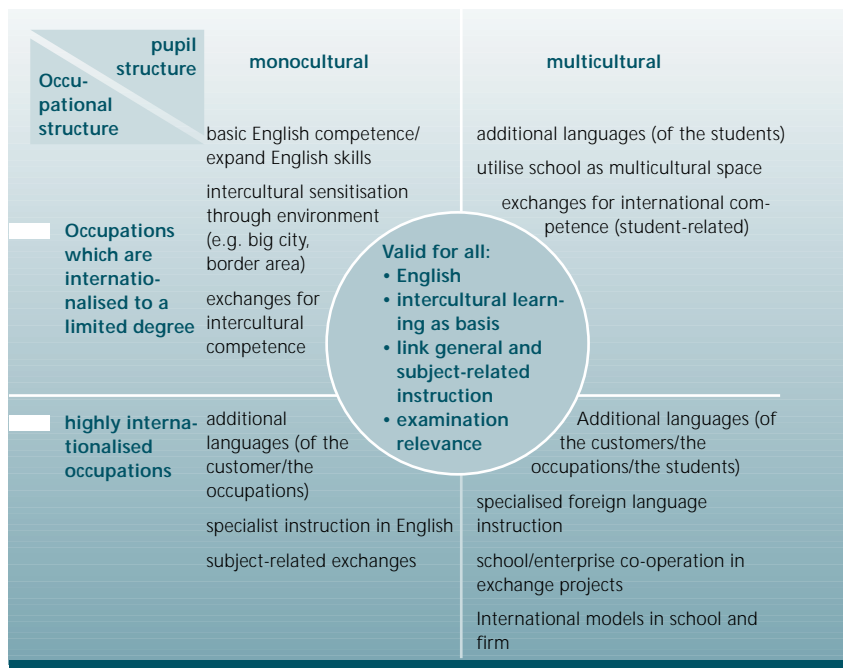 pupil
structure
Occu-
pational
structure
monocultural
multicultural
basic English competence/
expand English skills
intercultural sensitisation
through environment
(e.g. big city,
border area)
exchanges for
intercultural
competence
additional languages (of the students)
utilise school as multicultural space
exchanges for international com-
petence (student-related)
Occupations
which are
internatio-
nalised to a
limited degree
Valid for all:
• English
• intercultural learn-
ing as basis
• link general and
subject-related
instruction
• examination
relevance
highly interna-
tionalised
occupations
additional
languages (of the
customer/the
occupations)
specialist instruction in English
subject-related exchanges
Additional languages (of
the customers/the
occupations/the students)
specialised foreign language
instruction
school/enterprise co-operation in
exchange projects
International models in school and
firm